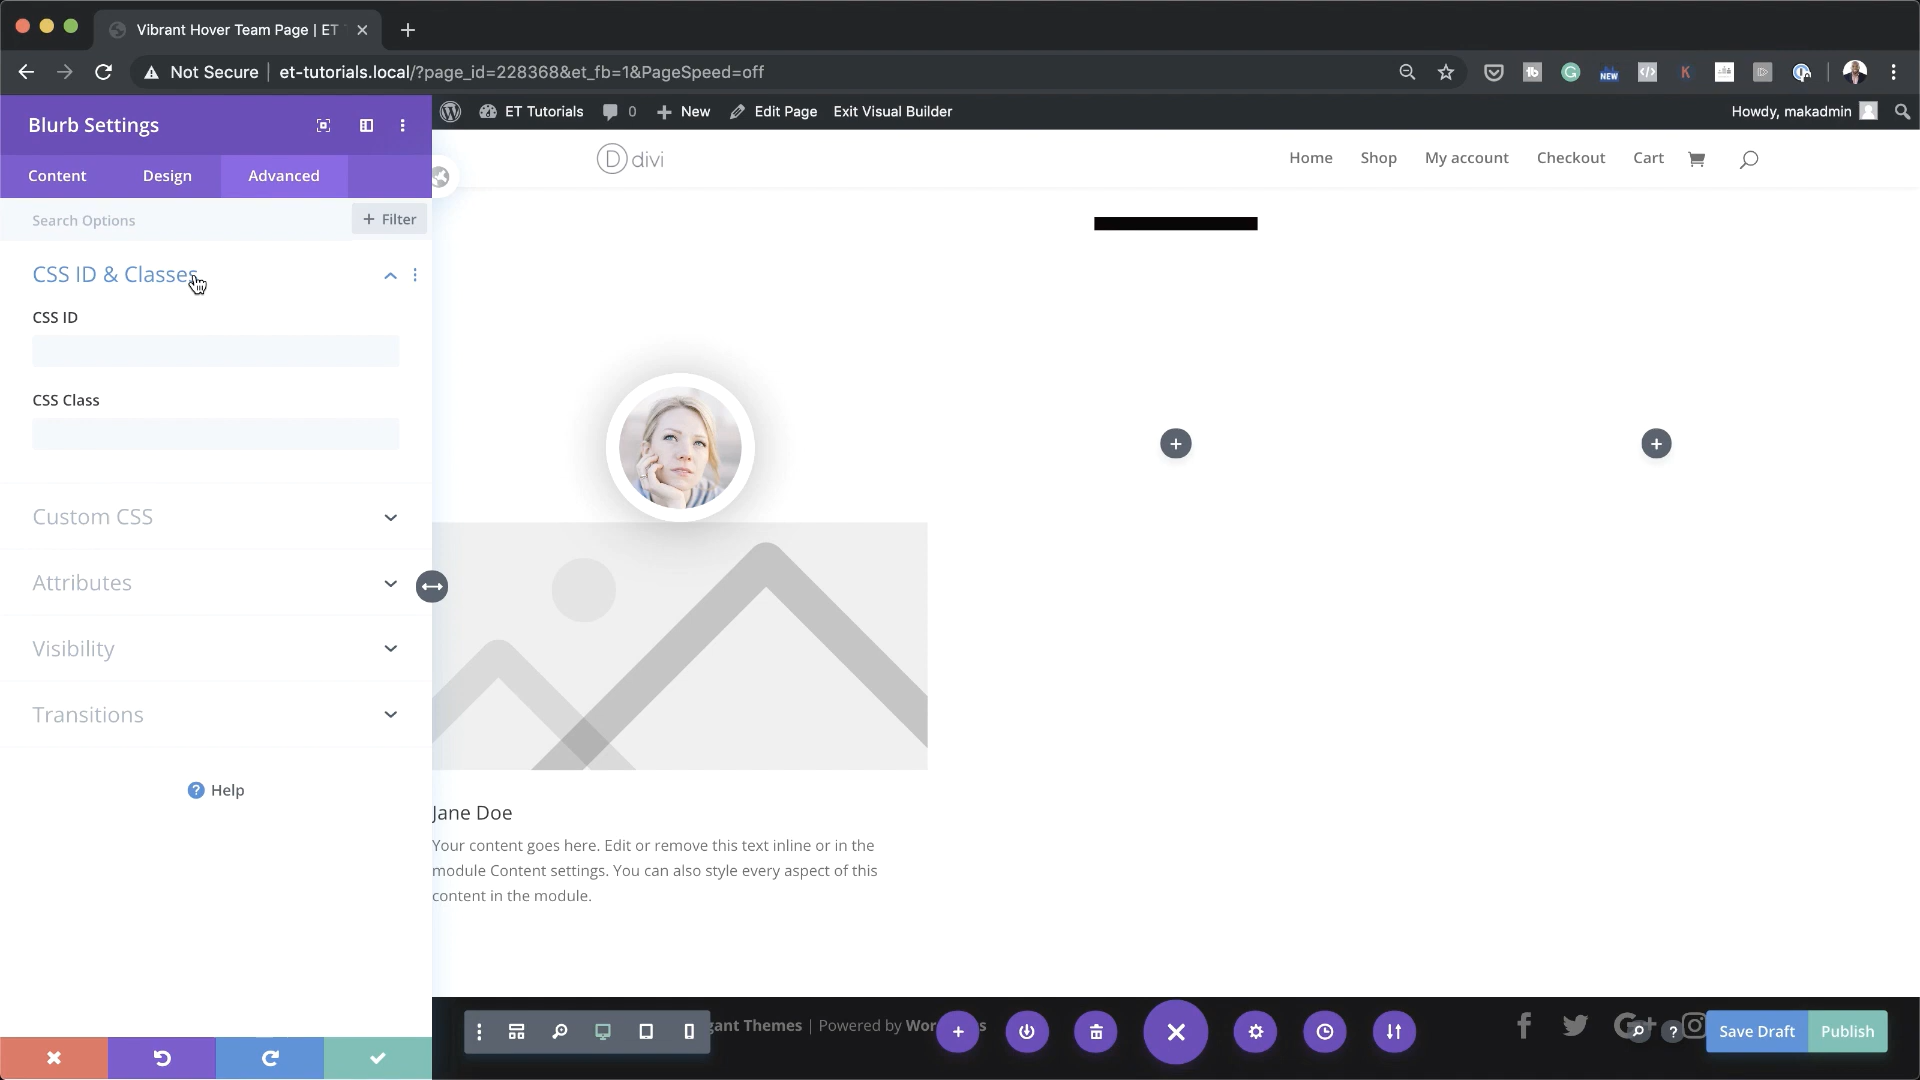 Vibrant Hover Team Page | ET
Not Secure | et-tutorials.local/?page_id=228368&et_fb=1&PageSpeed=off
NEW
K
Blurb Settings
ET Tutorials 0 New Edit Page Exit Visual Builder
Howdy, makadmin
Content Design Advanced
D divi
Home Shop My account Checkout Cart
Search Options
+ Filter
CSS ID & Classes
CSS ID
CSS Class
Custom CSS
Attributes
Visibility
Transitions
? Help
Jane Doe
Your content goes here. Edit or remove this text inline or in the
module Content settings. You can also style every aspect of this
content in the module.
gant Themes | Powered by Wor s
Save Draft Publish